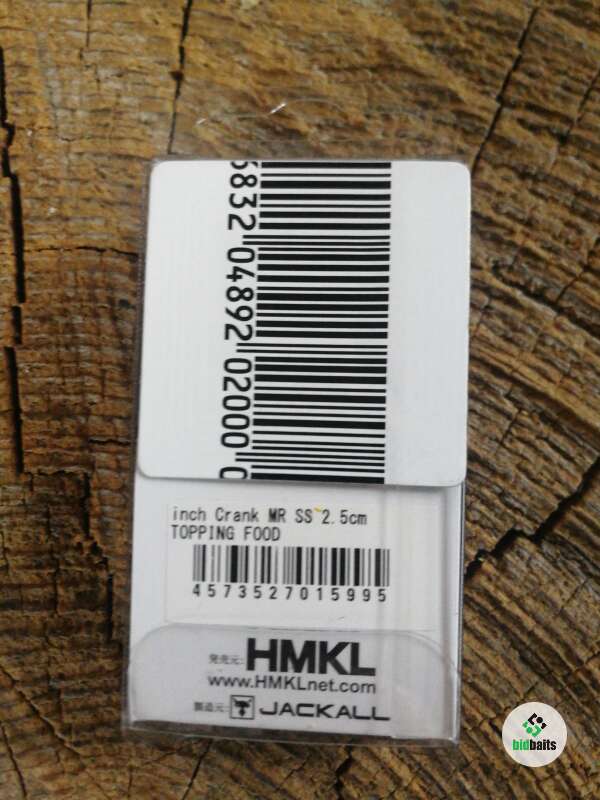 6832 04892 02000 0
inch Crank MR SS 2.5cm
TOPPING FOOD
4573527015995
発売元: HMKL
www.HMKLnet.com
製造元: JACKALL
bidbaits